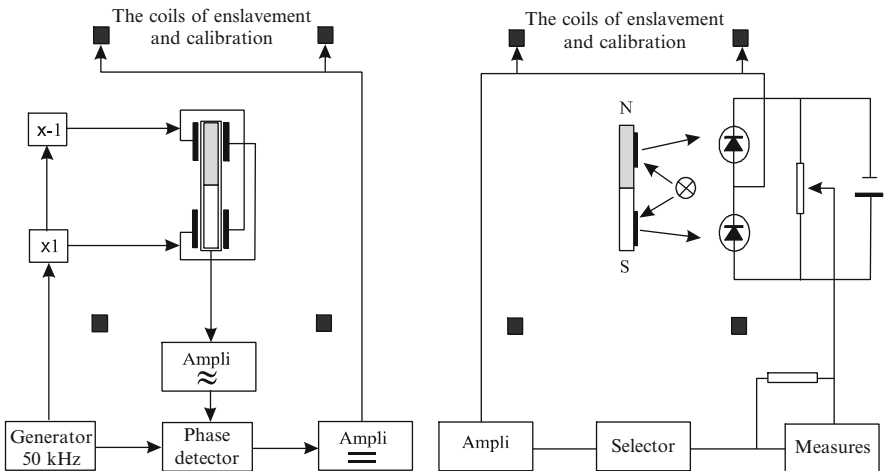 The coils of enslavement
and calibration
x-1
x1
Ampli
≈
Generator
50 kHz
Phase
detector
Ampli
=
The coils of enslavement
and calibration
N
S
Ampli
Selector
Measures